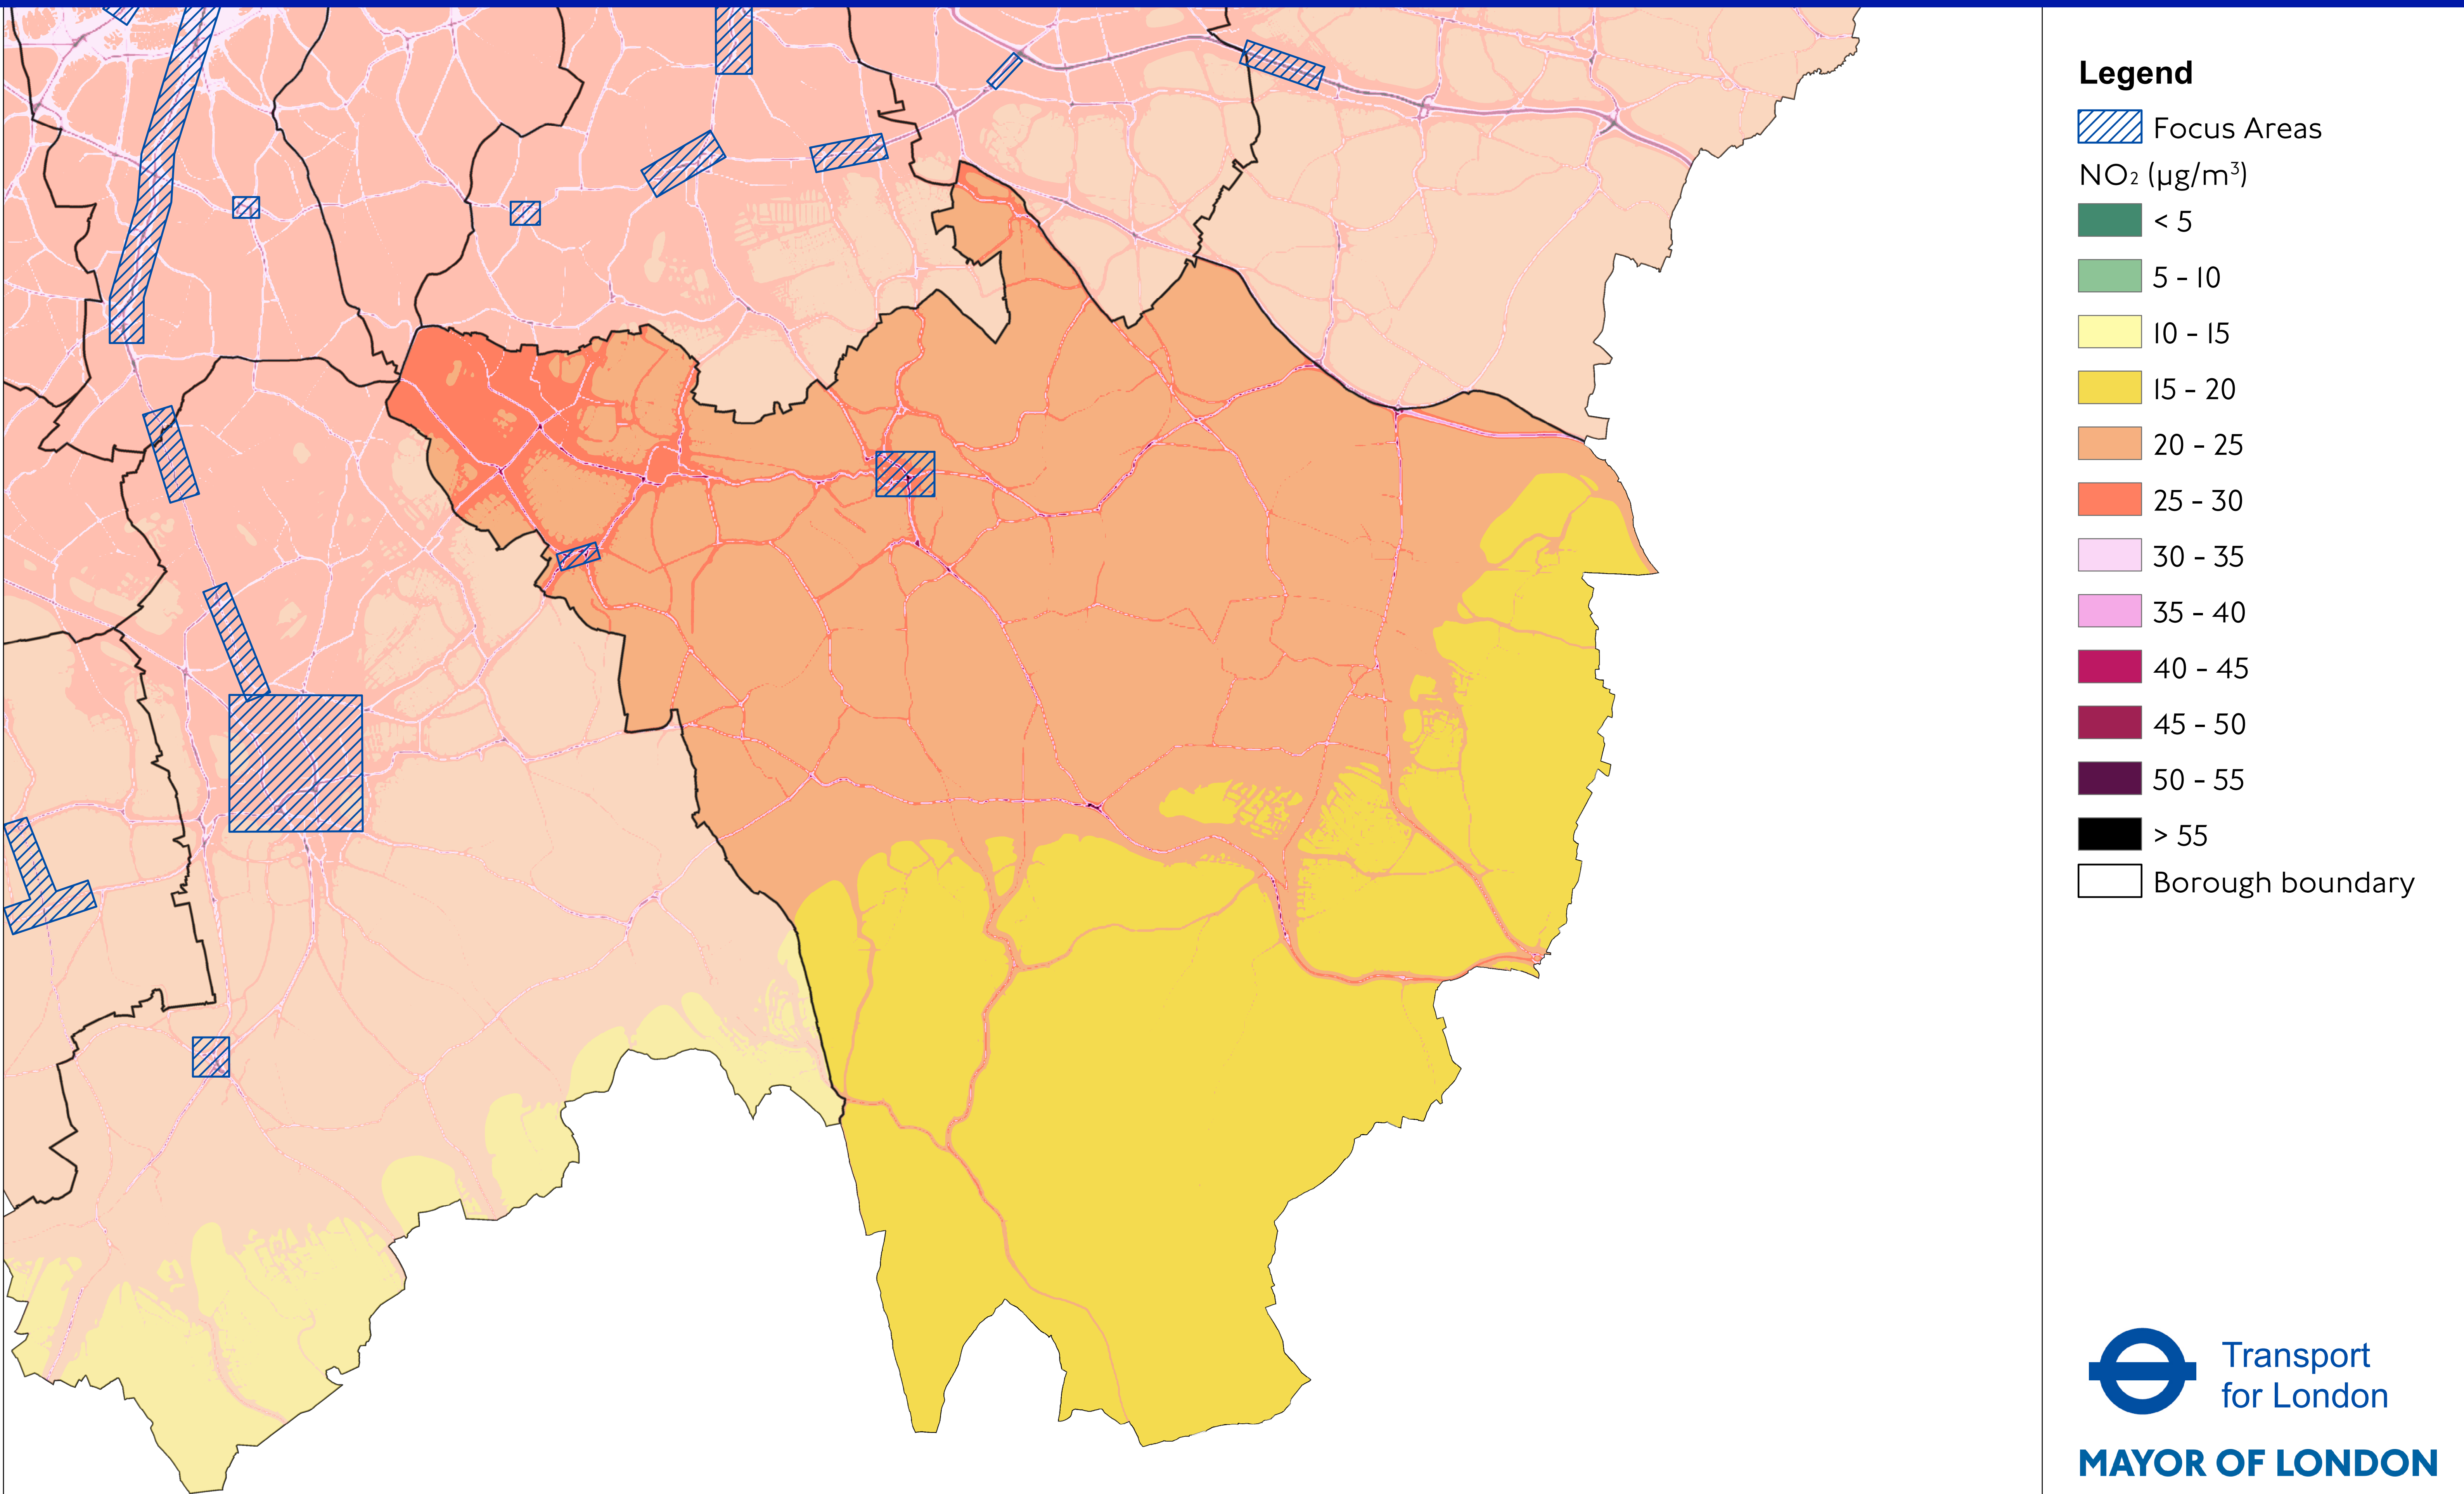 Legend
Focus Areas
NO₂ (µg/m³)
< 5
5 - 10
10 - 15
15 - 20
20 - 25
25 - 30
30 - 35
35 - 40
40 - 45
45 - 50
50 - 55
> 55
Borough boundary
Transport
for London
MAYOR OF LONDON